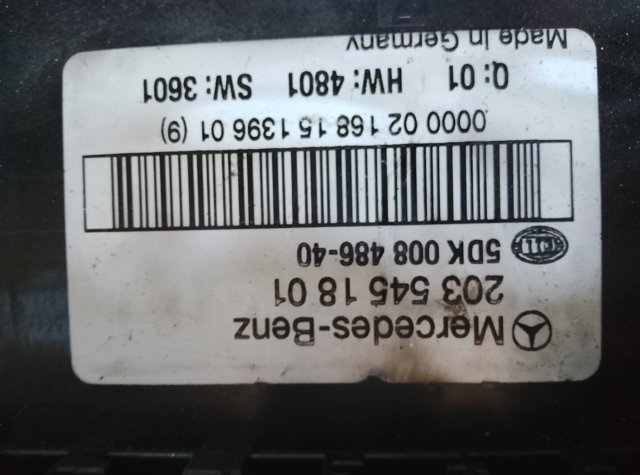 Mercedes-Benz
203 545 18 01
5DK 008 486-40
0000 02 168 15 1396 01 (9)
Q: 01 HW: 4801 SW: 3601
Made in Germany